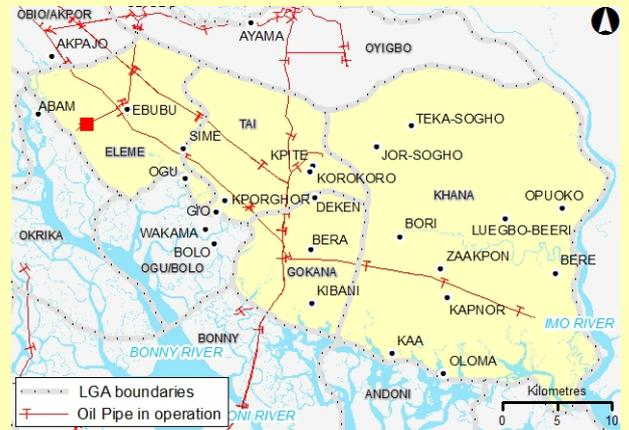 OBIO/AKPOR
AKPAJO
AYAMA
OYIGBO
ABAM
EBUBU
TEKA-SOGHO
TAI
SIME
ELEME
KPITE
JOR-SOGHO
OGU
KOROKORO
KHANA
OPUOKO
KPORGHOR
DEKEN
GIO
LUEGBO-BEERI
WAKAMA
BORI
OKRIKA
BOLO
BERA
ZAAKPON
BERE
OGU/BOLO
GOKANA
KIBANI
KAPNOR
IMO RIVER
BONNY
BONNY RIVER
KAA
OLOMA
ANDONI
LGA boundaries
Oil Pipe in operation
ONI RIVER
Kilometres
0 5 10